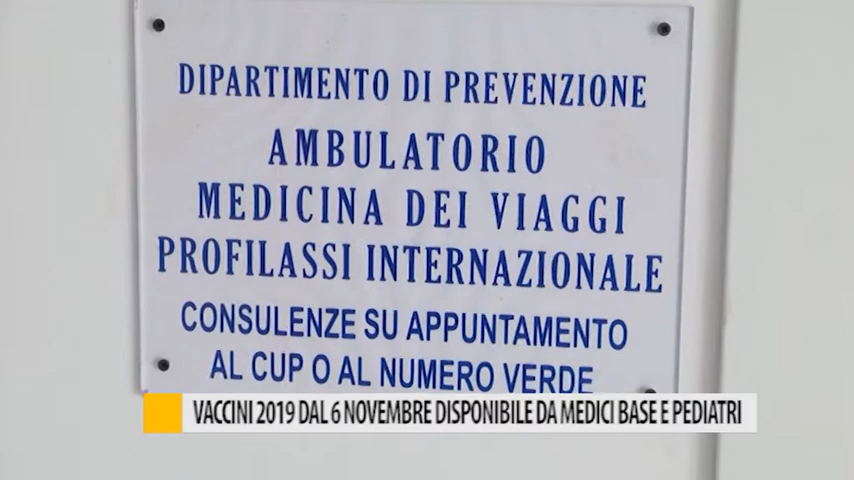 DIPARTIMENTO DI PREVENZIONE
AMBULATORIO
MEDICINA DEI VIAGGI
PROFILASSI INTERNAZIONALE
CONSULENZE SU APPUNTAMENTO
AL CUP O AL NUMERO VERDE
VACCINI 2019 DAL 6 NOVEMBRE DISPONIBILE DA MEDICI BASE E PEDIATRI